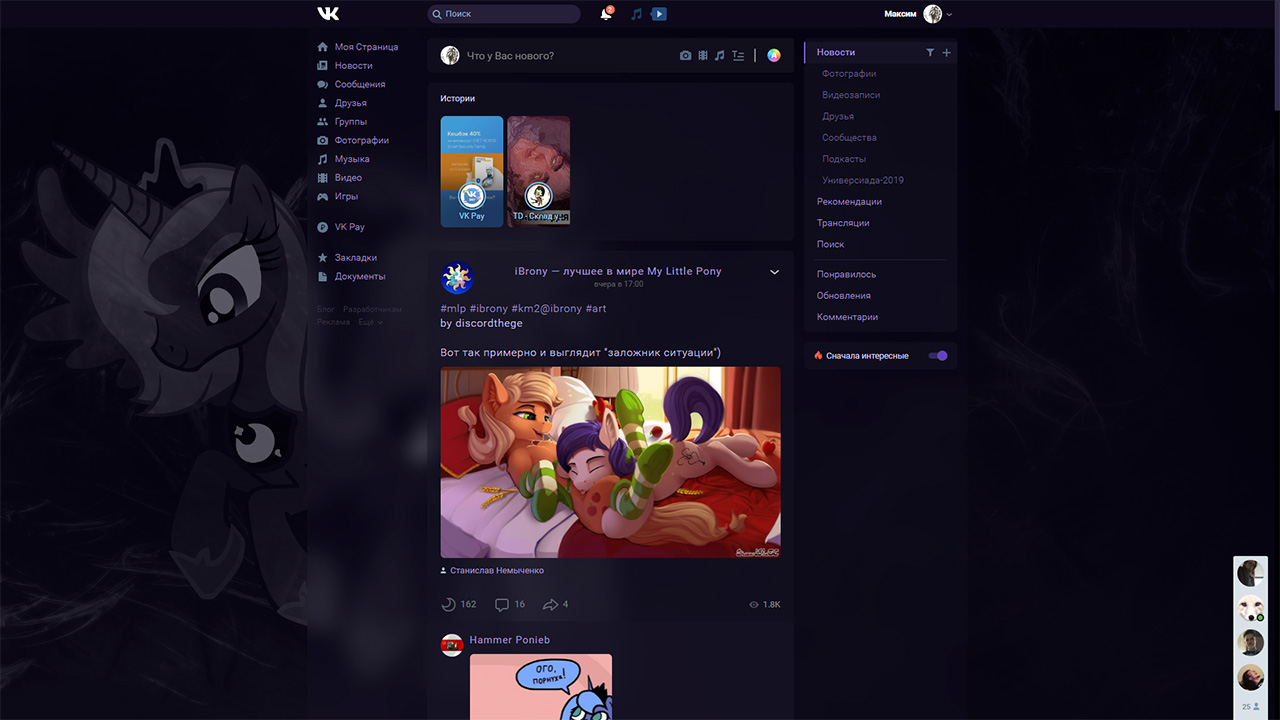 Поиск
2
Максим
Моя Страница
Новости
Сообщения
Друзья
Группы
Фотографии
Музыка
Видео
Игры
VK Pay
Закладки
Документы
Блог Разработчикам
Реклама Ещё
Что у Вас нового?
Истории
Кэшбэк 40%
VK Pay
TD - Склад у
iBrony — лучшее в мире My Little Pony
вчера в 17:00
#mlp #ibrony #km2@ibrony #art
by discordthege
Вот так примерно и выглядит "заложник ситуации")
Станислав Немыченко
162 16 4 1.8K
Hammer Ponieb
ОГО,
ПОРНУХА!
Новости
Фотографии
Видеозаписи
Друзья
Сообщества
Подкасты
Универсиада-2019
Рекомендации
Трансляции
Поиск
Понравилось
Обновления
Комментарии
Сначала интересные
25